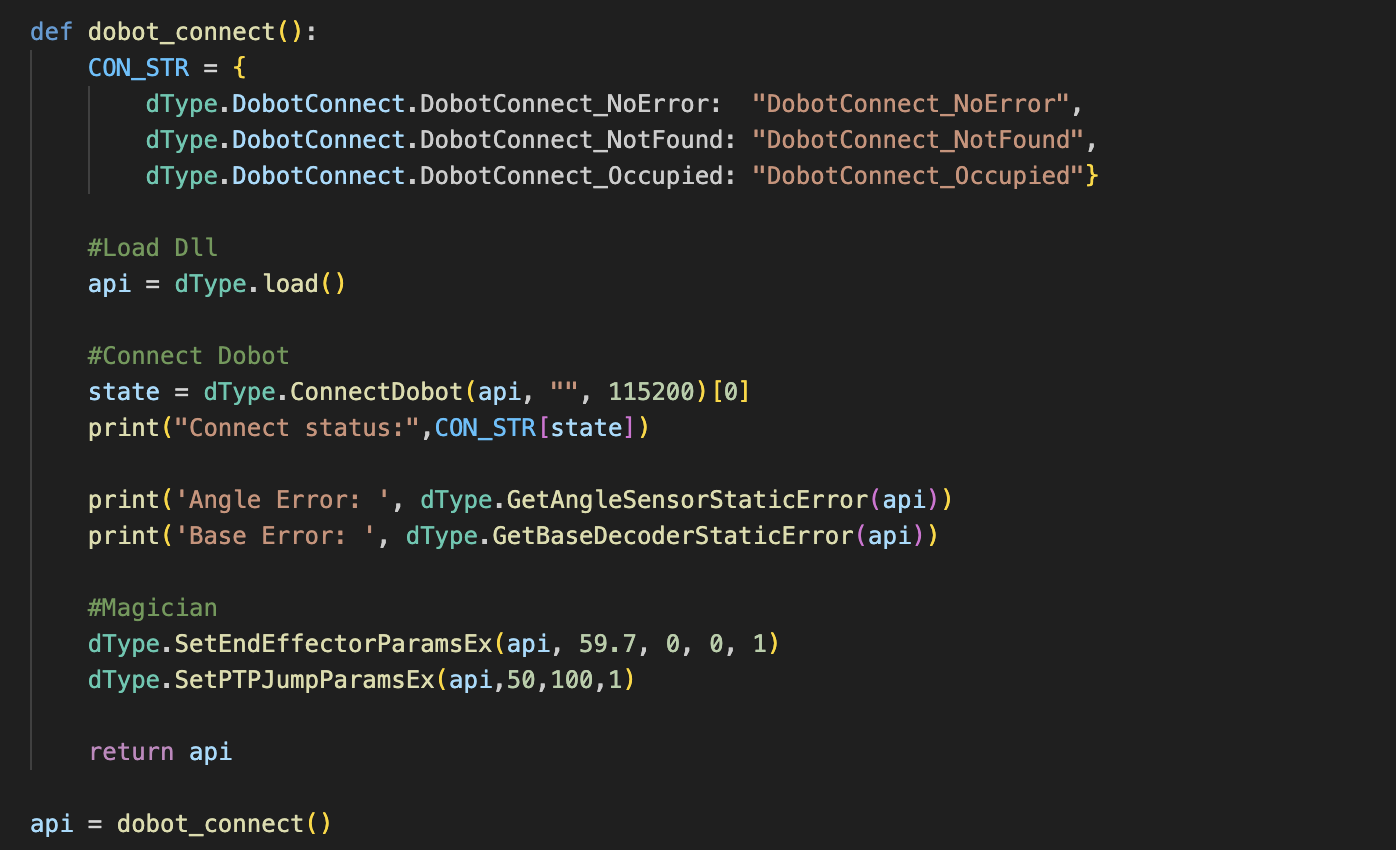 def dobot_connect():
    CON_STR = {
        dType.DobotConnect.DobotConnect_NoError:  "DobotConnect_NoError",
        dType.DobotConnect.DobotConnect_NotFound: "DobotConnect_NotFound",
        dType.DobotConnect.DobotConnect_Occupied: "DobotConnect_Occupied"}

    #Load Dll
    api = dType.load()

    #Connect Dobot
    state = dType.ConnectDobot(api, "", 115200)[0]
    print("Connect status:",CON_STR[state])

    print('Angle Error: ', dType.GetAngleSensorStaticError(api))
    print('Base Error: ', dType.GetBaseDecoderStaticError(api))

    #Magician
    dType.SetEndEffectorParamsEx(api, 59.7, 0, 0, 1)
    dType.SetPTPJumpParamsEx(api,50,100,1)

    return api

api = dobot_connect()